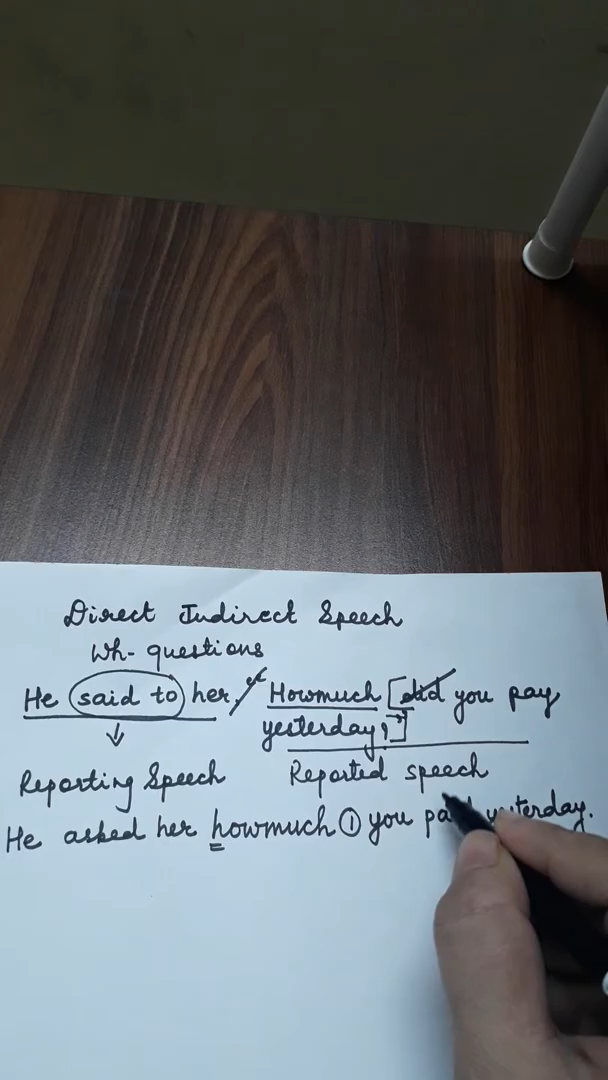 Direct Indirect Speech
Wh- questions
He said to her, "Howmuch [did you pay
yesterday?"]
Reporting Speech Reported speech
He asked her howmuch ① you yesterday.